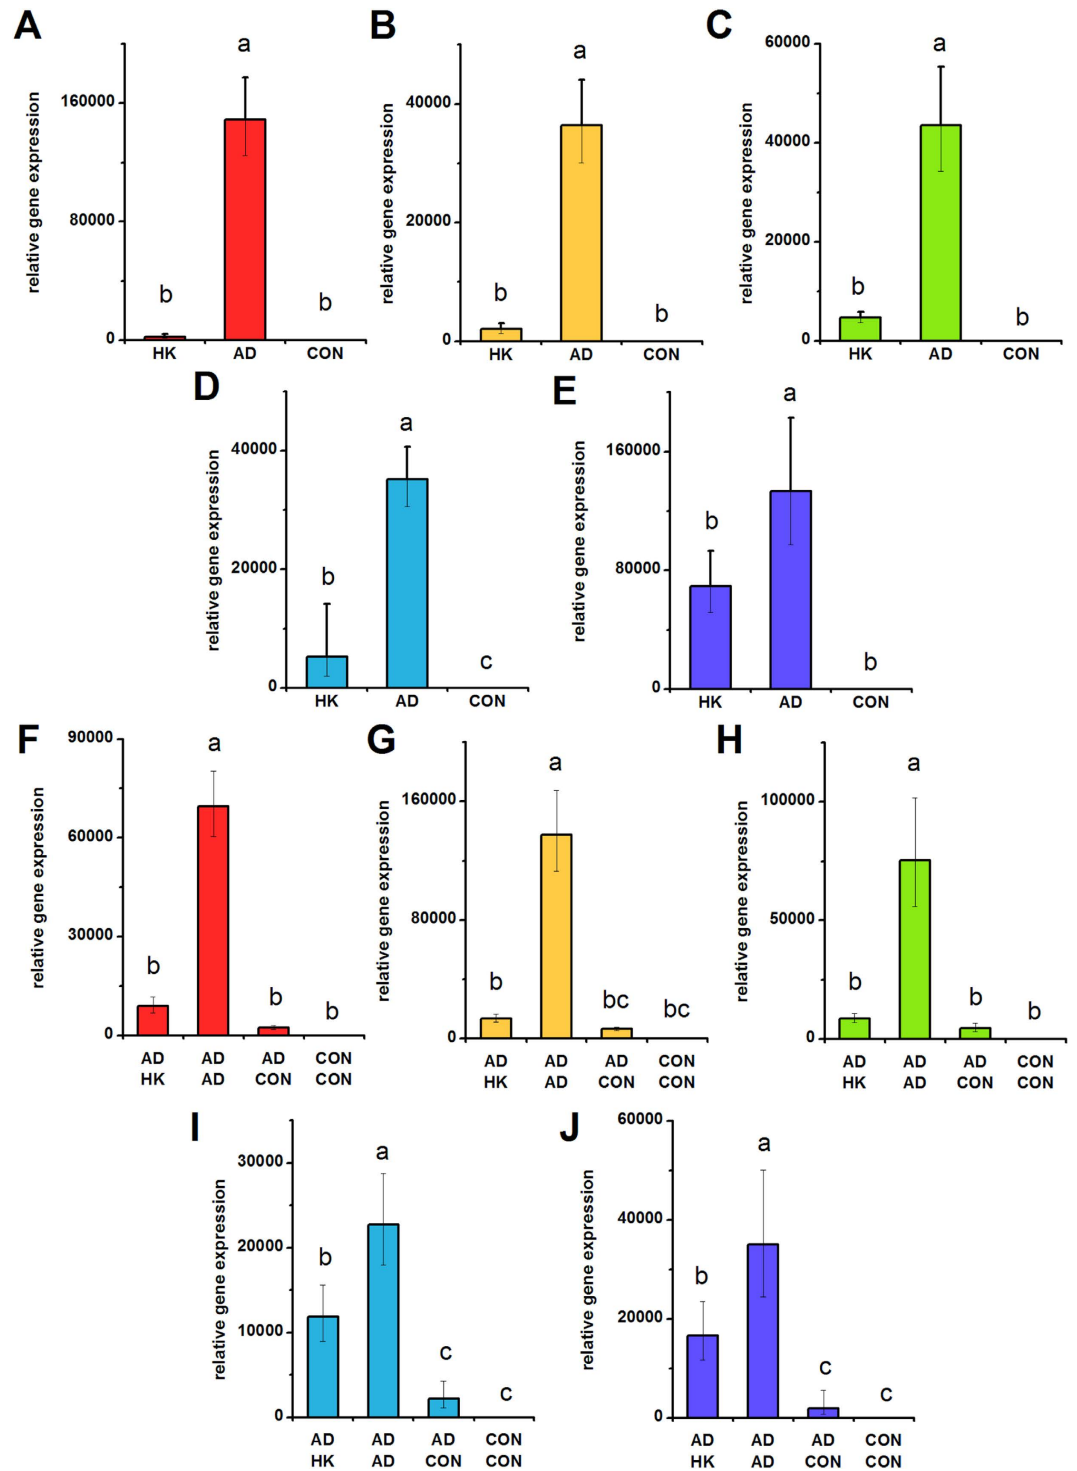 A
relative gene expression
160000
80000
0
b
a
b
HK AD CON
B
relative gene expression
40000
20000
0
b
a
b
HK AD CON
C
relative gene expression
60000
40000
20000
0
b
a
b
HK AD CON
D
relative gene expression
40000
20000
0
b
a
c
HK AD CON
E
relative gene expression
160000
80000
0
b
a
b
HK AD CON
F
relative gene expression
90000
60000
30000
0
b
a
b
b
AD AD AD CON
HK AD CON CON
G
relative gene expression
160000
80000
0
b
a
bc
bc
AD AD AD CON
HK AD CON CON
H
relative gene expression
100000
50000
0
b
a
b
b
AD AD AD CON
HK AD CON CON
I
relative gene expression
30000
20000
10000
0
b
a
c
c
AD AD AD CON
HK AD CON CON
J
relative gene expression
60000
40000
20000
0
b
a
c
c
AD AD AD CON
HK AD CON CON